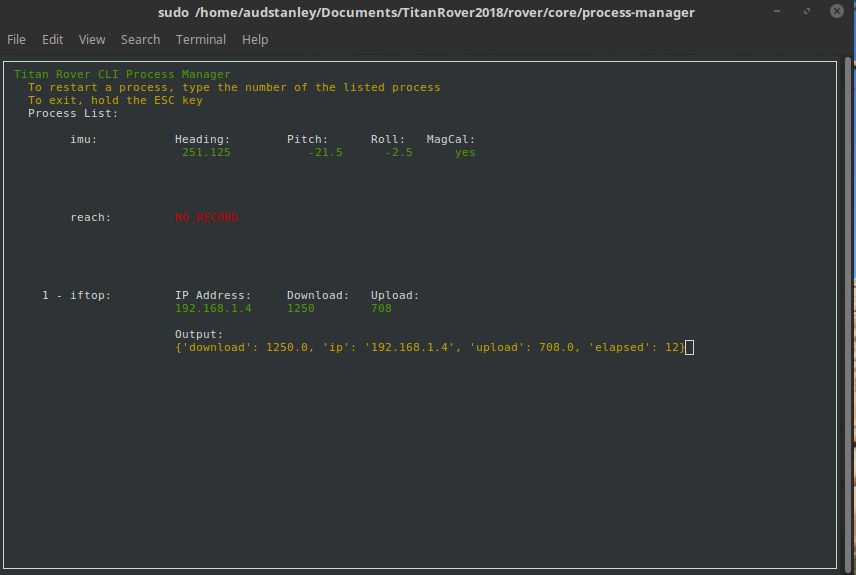 sudo /home/audstanley/Documents/TitanRover2018/rover/core/process-manager
File Edit View Search Terminal Help
Titan Rover CLI Process Manager
To restart a process, type the number of the listed process
To exit, hold the ESC key
Process List:
imu: Heading: Pitch: Roll: MagCal:
251.125 -21.5 -2.5 yes
reach: NO_RECORD
1 - iftop: IP Address: Download: Upload:
192.168.1.4 1250 708
Output:
{'download': 1250.0, 'ip': '192.168.1.4', 'upload': 708.0, 'elapsed': 12}